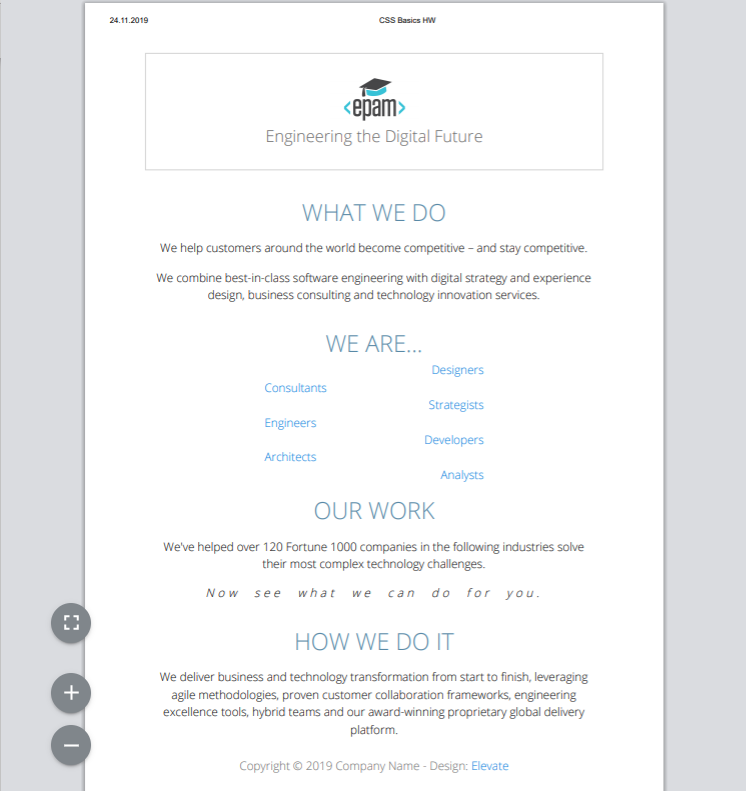 24.11.2019 CSS Basics HW
<epam>
Engineering the Digital Future
WHAT WE DO
We help customers around the world become competitive – and stay competitive.
We combine best-in-class software engineering with digital strategy and experience
design, business consulting and technology innovation services.
WE ARE...
Designers
Consultants
Strategists
Engineers
Developers
Architects
Analysts
OUR WORK
We've helped over 120 Fortune 1000 companies in the following industries solve
their most complex technology challenges.
Now see what we can do for you.
HOW WE DO IT
We deliver business and technology transformation from start to finish, leveraging
agile methodologies, proven customer collaboration frameworks, engineering
excellence tools, hybrid teams and our award-winning proprietary global delivery
platform.
Copyright © 2019 Company Name - Design: Elevate